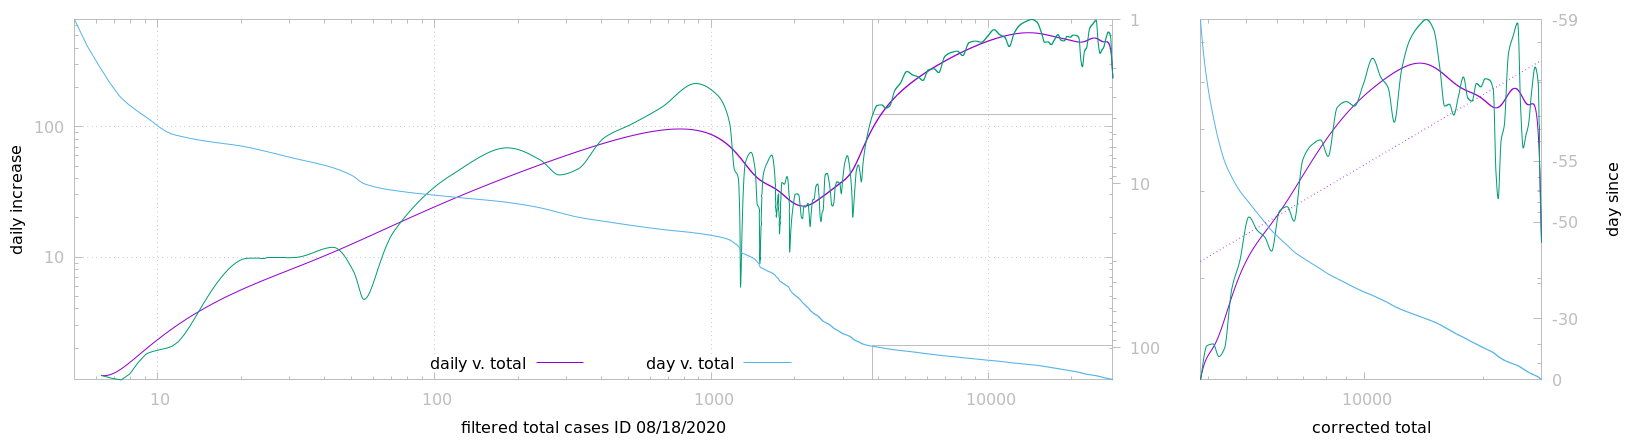 daily increase
100
10
10
100
1000
10000
1
10
100
daily v. total
day v. total
filtered total cases ID 08/18/2020
-59
-55
-50
-30
0
day since
10000
corrected total